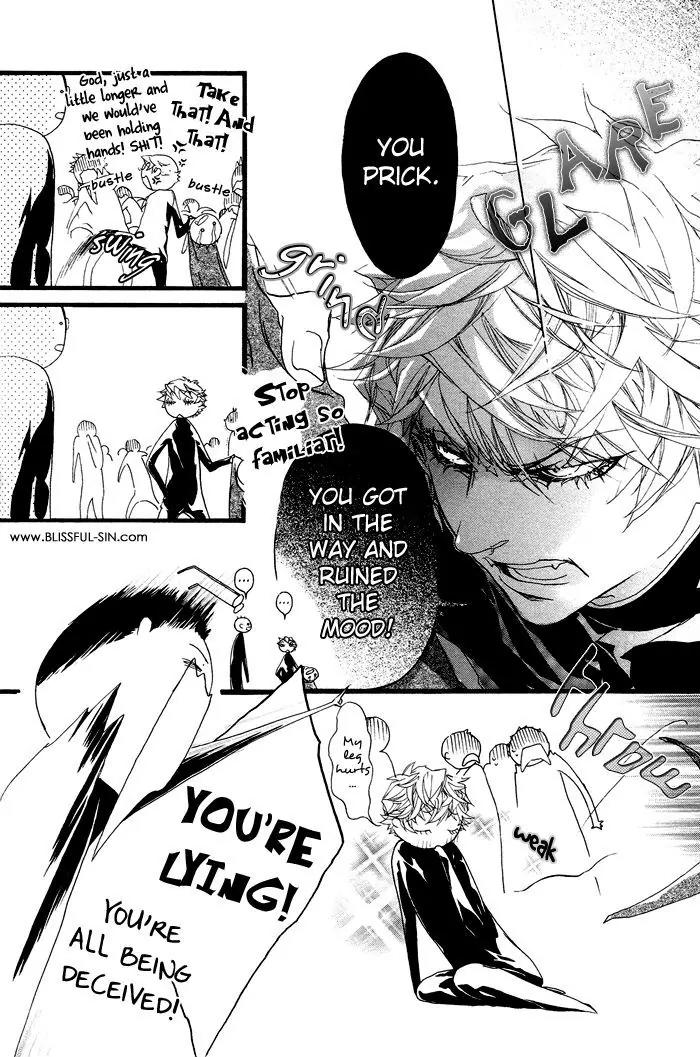 GLARE
YOU
PRICK.
grind
YOU GOT
IN THE
WAY AND
RUINED
THE
MOOD!
God, just a
little longer and
we would've
been holding
hands! SHIT!
Take
That! And
That!
bustle
bustle
swing
Stop
acting so
familiar!
www.BLISSFUL-SIN.com
...
...
Throw
My
leg
hurts
...
weak
YOU'RE
LYING!
YOU'RE
ALL BEING
DECEIVED!